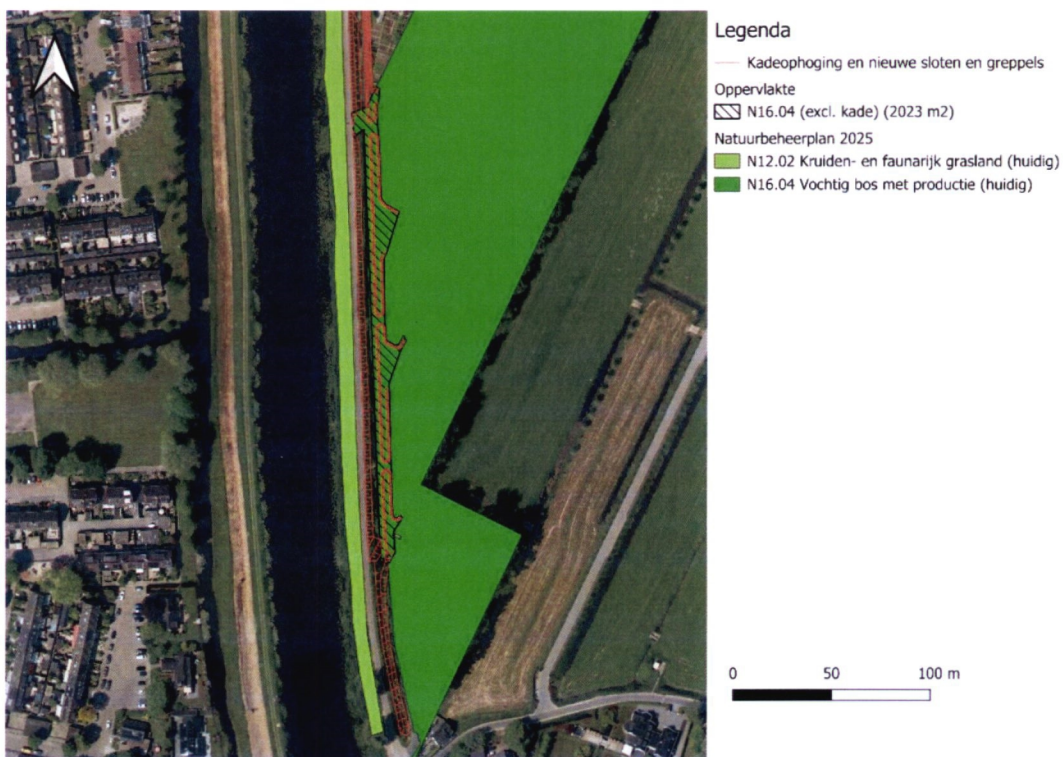 Legenda
Kadeophoging en nieuwe sloten en greppels
Oppervlakte
N16.04 (excl. kade) (2023 m2)
Natuurbeheerplan 2025
N12.02 Kruiden- en faunarijk grasland (huidig)
N16.04 Vochtig bos met productie (huidig)
0 50 100 m